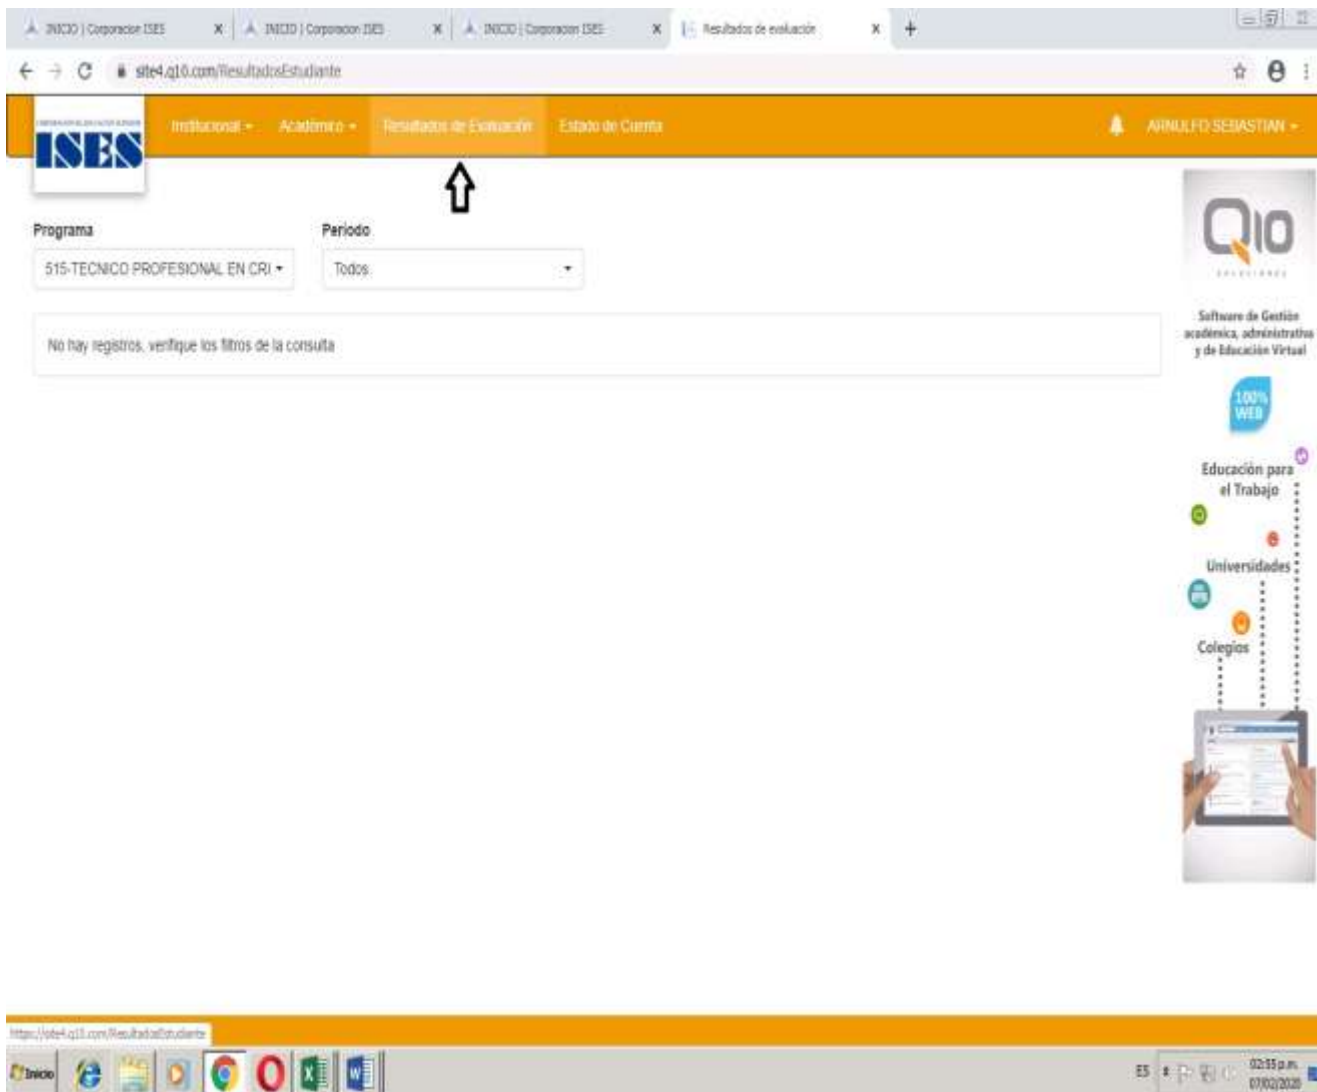 INICIO | Corporacion ISES
INICIO | Corporacion ISES
INICIO | Corporacion ISES
Resultados de evaluación
site4.q10.com/ResultadosEstudiante
ISES
Institucional
Académico
Resultados de Evaluación
Estado de Cuenta
ARNULFO SEBASTIAN
Programa
Periodo
515-TECNICO PROFESIONAL EN CRI
Todos
No hay registros, verifique los filtros de la consulta
Q10
SOLUCIONES
Software de Gestión
académica, administrativa
y de Educación Virtual
100%
WEB
Educación para
el Trabajo
Universidades
Colegios
https://site4.q10.com/ResultadosEstudiante
Inicio
ES
02:55 p.m.
07/02/2020